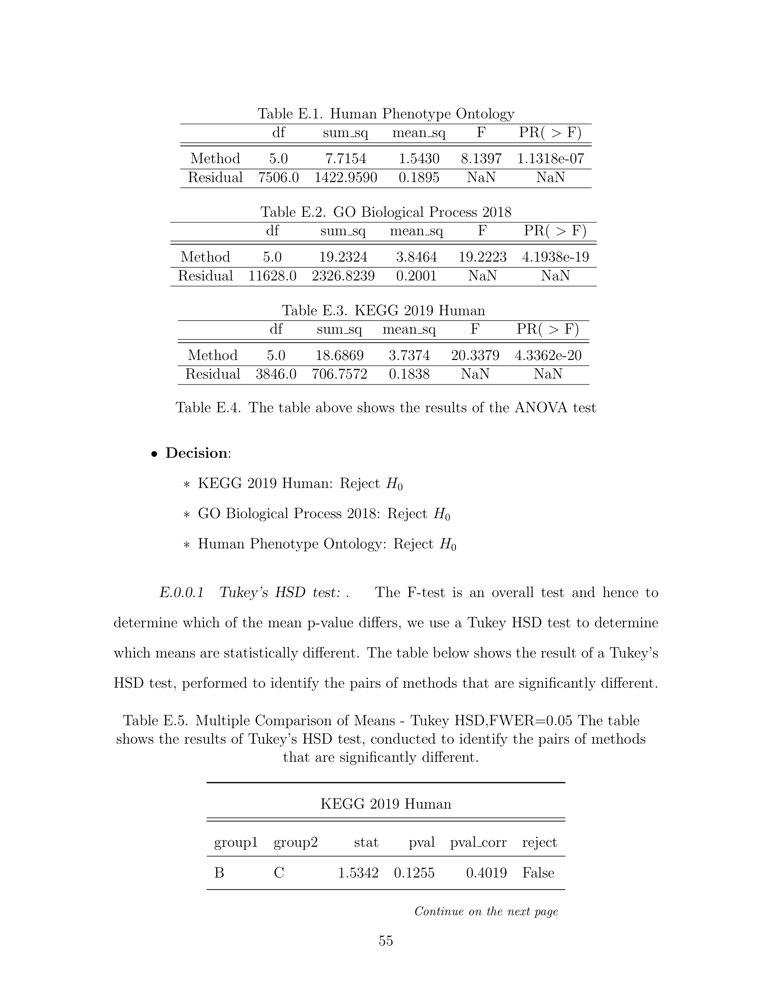 Table E.1. Human Phenotype Ontology
df sum_sq mean_sq F PR( > F)
Method 5.0 7.7154 1.5430 8.1397 1.1318e-07
Residual 7506.0 1422.9590 0.1895 NaN NaN
Table E.2. GO Biological Process 2018
df sum_sq mean_sq F PR( > F)
Method 5.0 19.2324 3.8464 19.2223 4.1938e-19
Residual 11628.0 2326.8239 0.2001 NaN NaN
Table E.3. KEGG 2019 Human
df sum_sq mean_sq F PR( > F)
Method 5.0 18.6869 3.7374 20.3379 4.3362e-20
Residual 3846.0 706.7572 0.1838 NaN NaN
Table E.4. The table above shows the results of the ANOVA test
• Decision:
∗ KEGG 2019 Human: Reject H₀
∗ GO Biological Process 2018: Reject H₀
∗ Human Phenotype Ontology: Reject H₀
E.0.0.1 Tukey’s HSD test: . The F-test is an overall test and hence to
determine which of the mean p-value differs, we use a Tukey HSD test to determine
which means are statistically different. The table below shows the result of a Tukey’s
HSD test, performed to identify the pairs of methods that are significantly different.
Table E.5. Multiple Comparison of Means - Tukey HSD,FWER=0.05 The table
shows the results of Tukey’s HSD test, conducted to identify the pairs of methods
that are significantly different.
KEGG 2019 Human
group1 group2 stat pval pval_corr reject
B C 1.5342 0.1255 0.4019 False
Continue on the next page
55